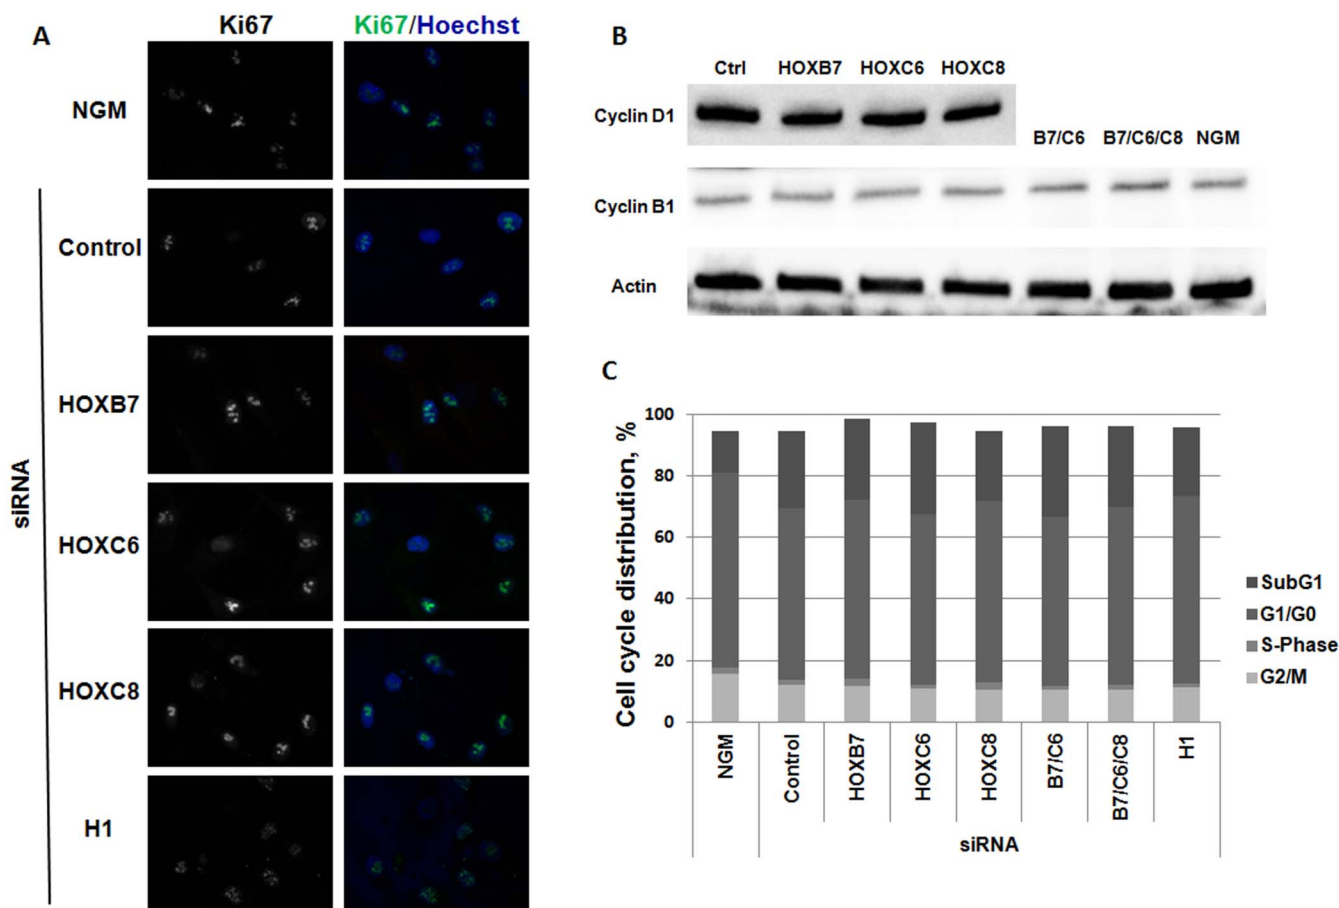 A
Ki67
Ki67/Hoechst
NGM
Control
HOXB7
HOXC6
HOXC8
H1
siRNA
B
Ctrl
HOXB7
HOXC6
HOXC8
Cyclin D1
B7/C6
B7/C6/C8
NGM
Cyclin B1
Actin
C
Cell cycle distribution, %
100
80
60
40
20
0
SubG1
G1/G0
S-Phase
G2/M
NGM
Control
HOXB7
HOXC6
HOXC8
B7/C6
B7/C6/C8
H1
siRNA